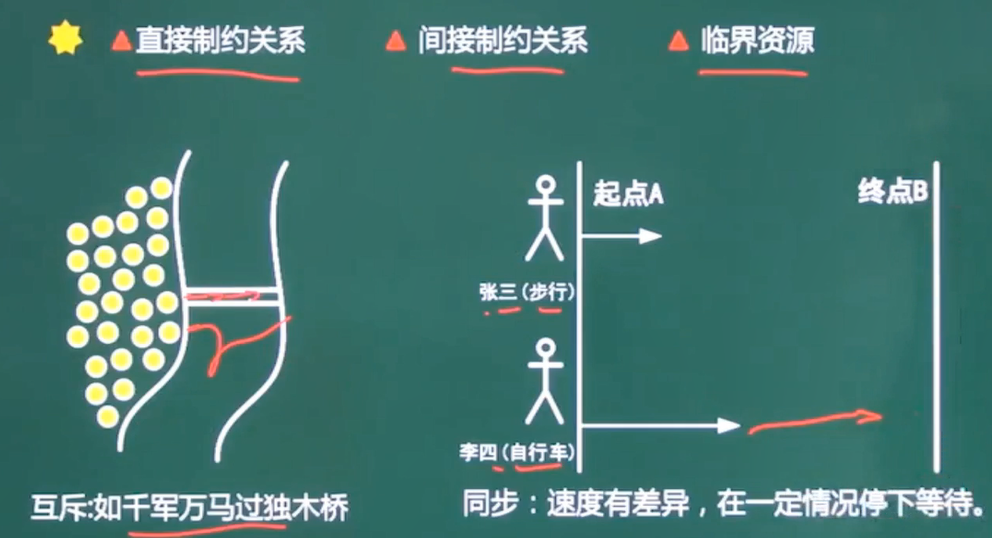 直接制约关系 间接制约关系 临界资源
起点A 终点B
张三(步行)
李四(自行车)
互斥:如千军万马过独木桥
同步：速度有差异，在一定情况停下等待。